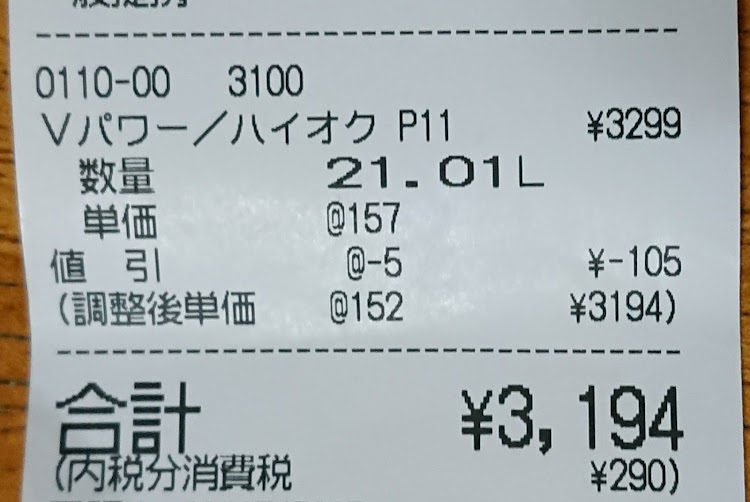 0110-00 3100
Vパワー／ハイオク P11 ¥3299
数量 21.01L
単価 @157
値 引 @-5 ¥-105
(調整後単価 @152 ¥3194)
合計 ¥3,194
(内税分消費税 ¥290)